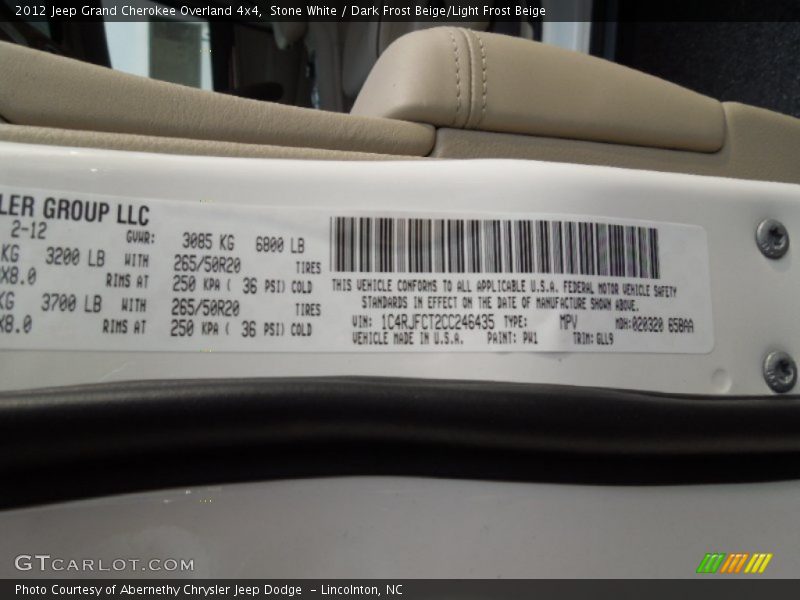 2012 Jeep Grand Cherokee Overland 4x4,  Stone White / Dark Frost Beige/Light Frost Beige
LER GROUP LLC
2-12
GVWR: 3085 KG 6800 LB
KG 3200 LB WITH 265/50R20 TIRES
X8.0 RIMS AT 250 KPA ( 36 PSI) COLD
KG 3700 LB WITH 265/50R20 TIRES
X8.0 RIMS AT 250 KPA ( 36 PSI) COLD
THIS VEHICLE CONFORMS TO ALL APPLICABLE U.S.A. FEDERAL MOTOR VEHICLE SAFETY
STANDARDS IN EFFECT ON THE DATE OF MANUFACTURE SHOWN ABOVE.
VIN: 1C4RJFCT2CC246435 TYPE: MPV MDH:020320 658AA
VEHICLE MADE IN U.S.A. PAINT: PW1 TRIM: GLL9
GTCARLOT.COM
Photo Courtesy of Abernethy Chrysler Jeep Dodge  - Lincolnton, NC